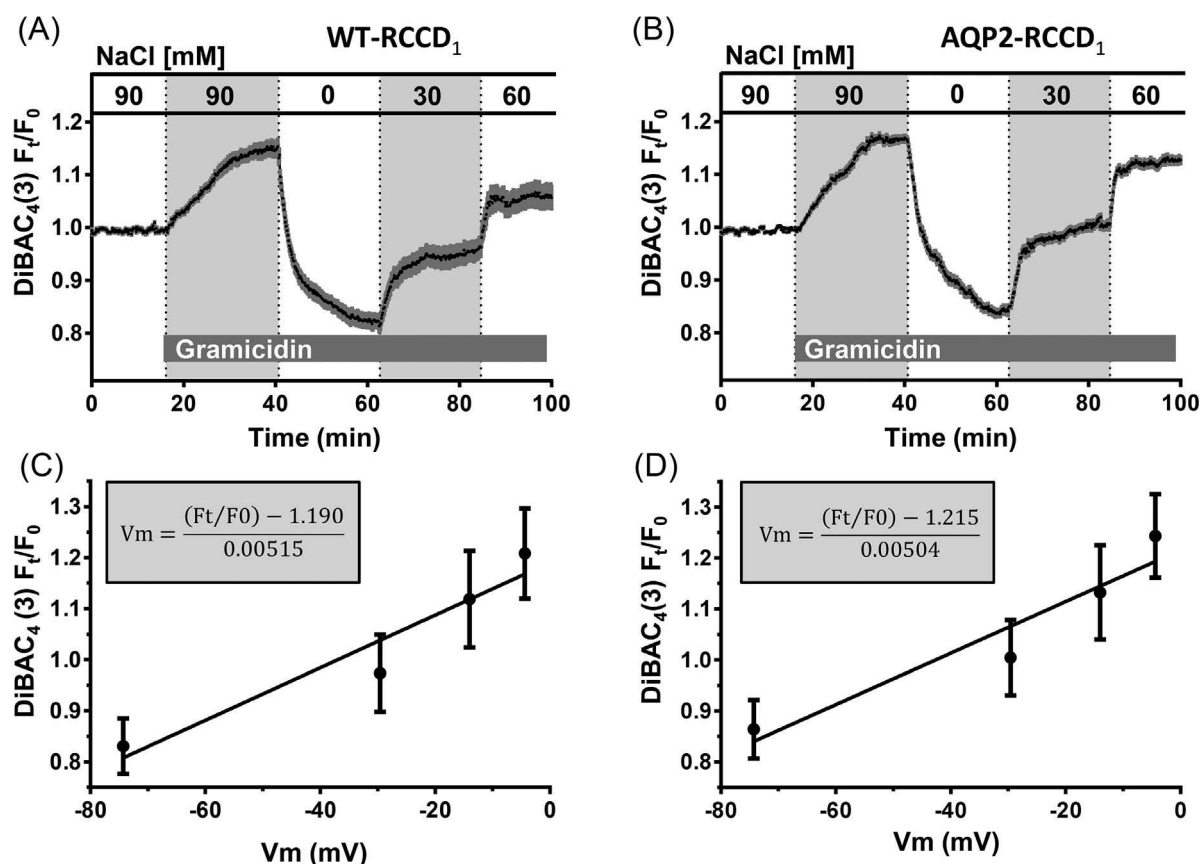 (A) WT-RCCD₁
NaCl [mM]
90 90 0 30 60
DiBAC₄(3) Fₜ/F₀
1.2
1.1
1.0
0.9
0.8
Gramicidin
0 20 40 60 80 100
Time (min)
(B) AQP2-RCCD₁
NaCl [mM]
90 90 0 30 60
DiBAC₄(3) Fₜ/F₀
1.2
1.1
1.0
0.9
0.8
Gramicidin
0 20 40 60 80 100
Time (min)
(C)
DiBAC₄ (3) Fₜ/F₀
1.3
1.2
1.1
1.0
0.9
0.8
Vm = (Ft/F0) − 1.190 / 0.00515
-80 -60 -40 -20 0
Vm (mV)
(D)
DiBAC₄(3) Fₜ/F₀
1.3
1.2
1.1
1.0
0.9
0.8
Vm = (Ft/F0) − 1.215 / 0.00504
-80 -60 -40 -20 0
Vm (mV)